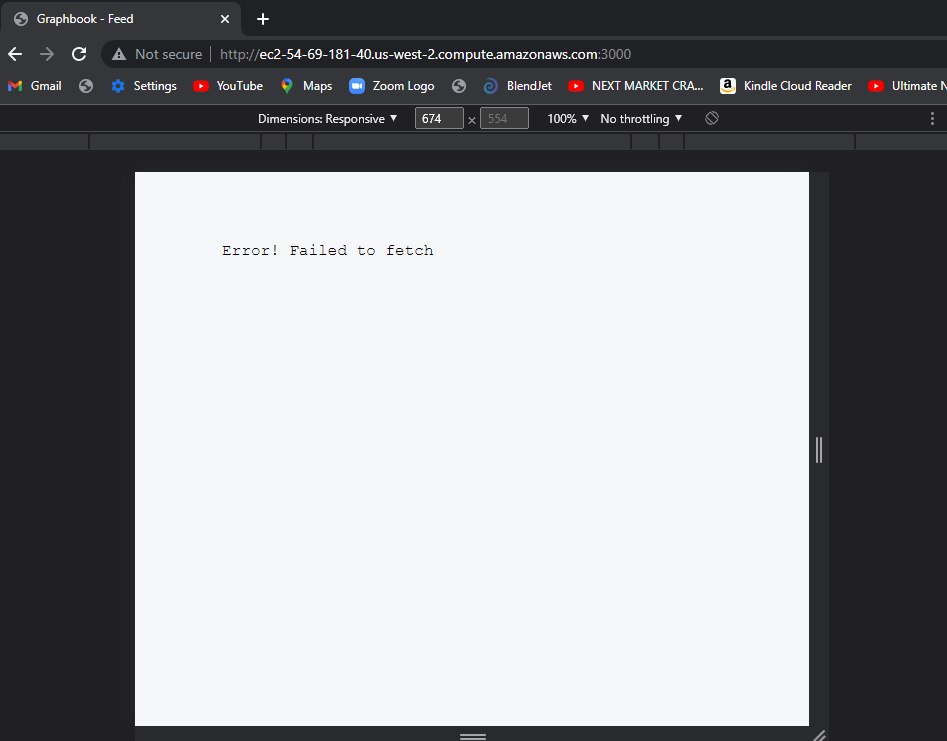 Graphbook - Feed
Not secure | http://ec2-54-69-181-40.us-west-2.compute.amazonaws.com:3000
Gmail Settings YouTube Maps Zoom Logo BlendJet NEXT MARKET CRA... Kindle Cloud Reader Ultimate N
Dimensions: Responsive ▼ 674 × 554 100% ▼ No throttling ▼
Error! Failed to fetch